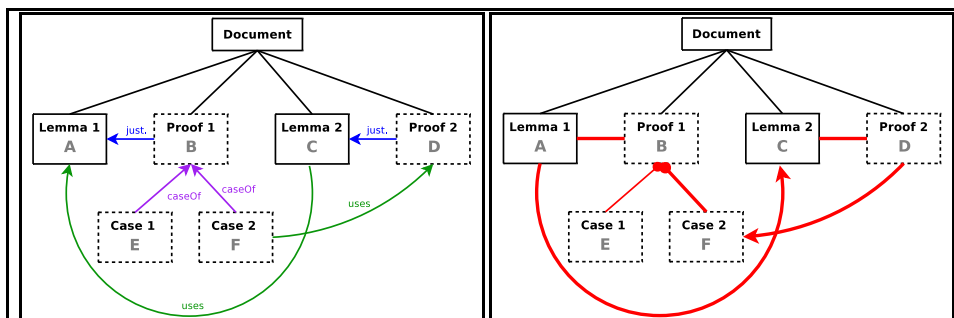 Document
Lemma 1
A
just.
Proof 1
B
Lemma 2
C
just.
Proof 2
D
caseOf
caseOf
uses
Case 1
E
Case 2
F
uses
Document
Lemma 1
A
Proof 1
B
Lemma 2
C
Proof 2
D
Case 1
E
Case 2
F